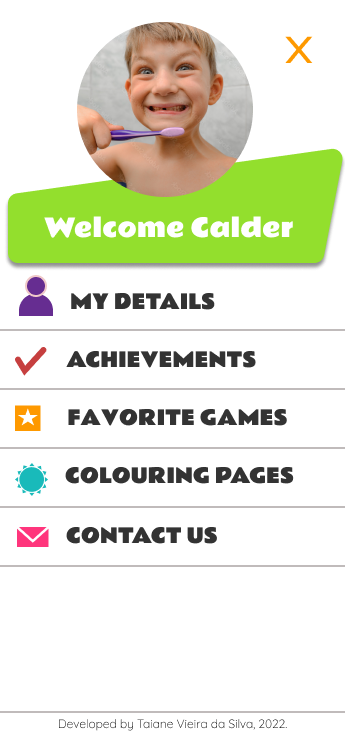 X
Welcome Calder
MY DETAILS
ACHIEVEMENTS
FAVORITE GAMES
COLOURING PAGES
CONTACT US
Developed by Taiane Vieira da Silva, 2022.